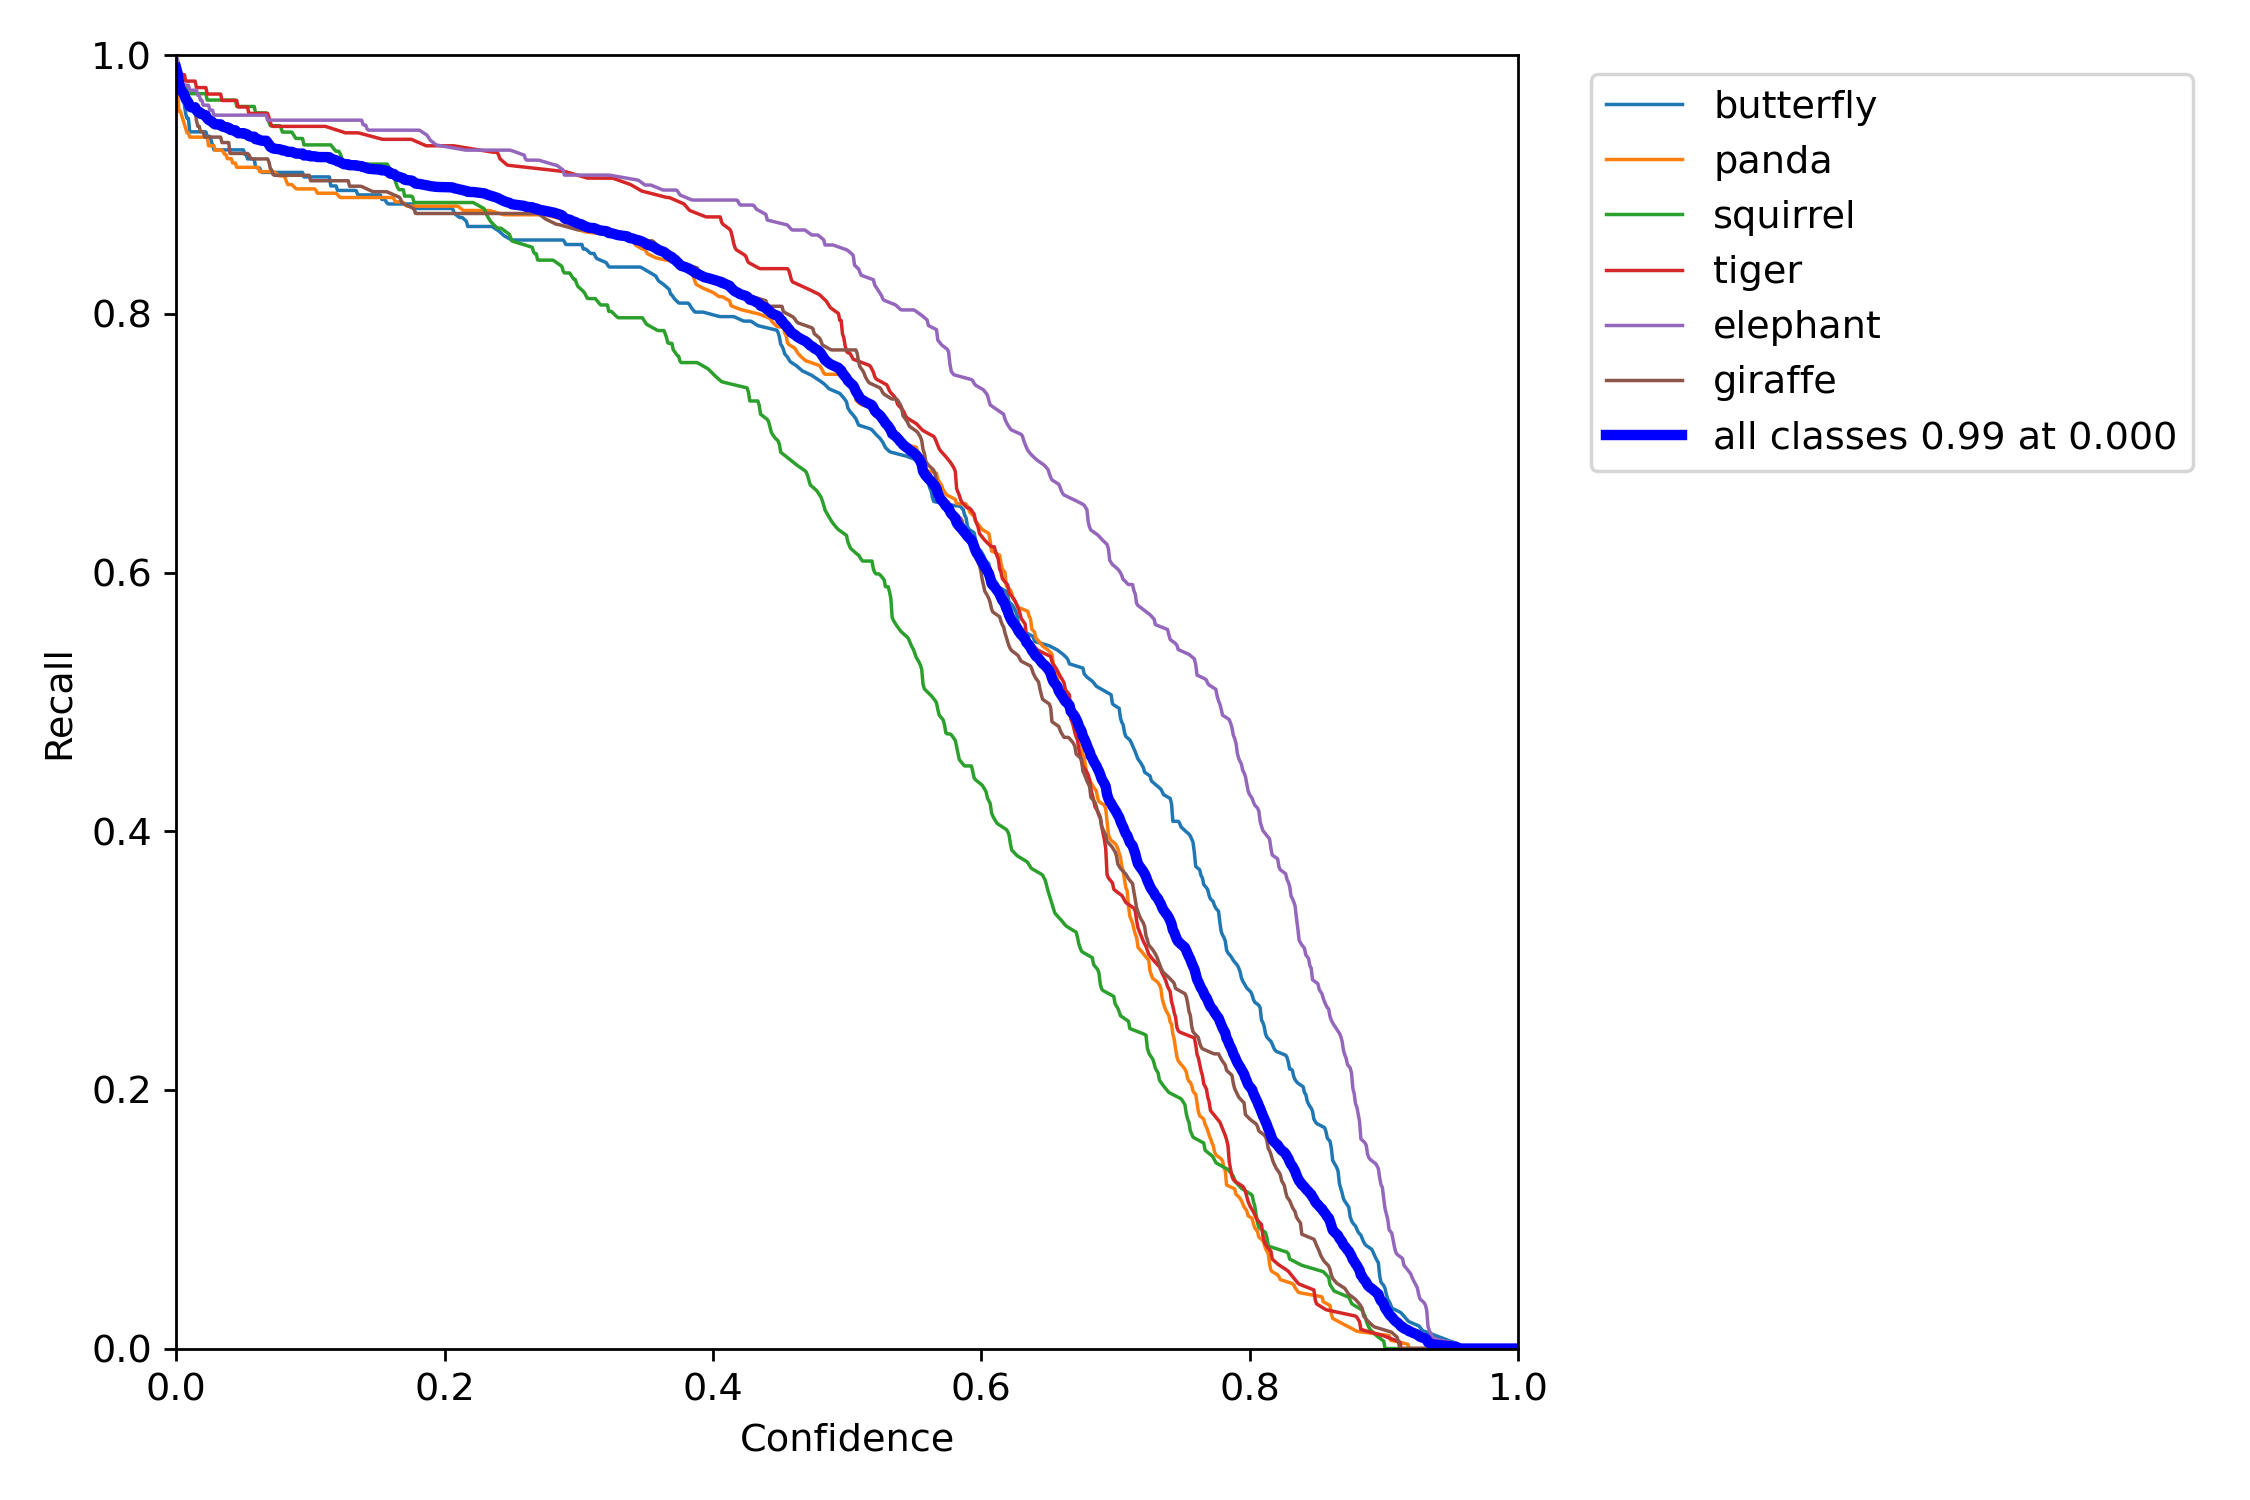 1.0
0.8
0.6
0.4
0.2
0.0
0.0 0.2 0.4 0.6 0.8 1.0
Recall
Confidence
butterfly
panda
squirrel
tiger
elephant
giraffe
all classes 0.99 at 0.000